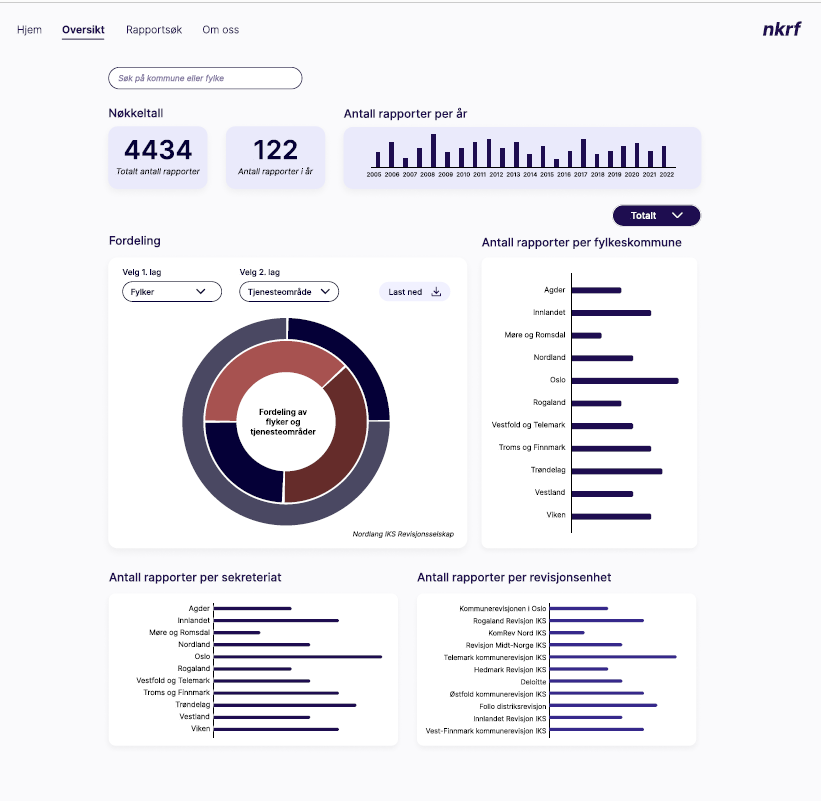 Hjem Oversikt Rapportsøk Om oss nkrf
Søk på kommune eller fylke
Nøkkeltall
4434
Totalt antall rapporter
122
Antall rapporter i år
Antall rapporter per år
2005 2006 2007 2008 2009 2010 2011 2012 2013 2014 2015 2016 2017 2018 2019 2020 2021 2022
Totalt
Fordeling
Velg 1. lag
Fylker
Velg 2. lag
Tjenesteområde
Last ned
Fordeling av
flyker og
tjenesteområder
Nordlang IKS Revisjonsselskap
Antall rapporter per fylkeskommune
Agder
Innlandet
Møre og Romsdal
Nordland
Oslo
Rogaland
Vestfold og Telemark
Troms og Finnmark
Trøndelag
Vestland
Viken
Antall rapporter per sekreteriat
Agder
Innlandet
Møre og Romsdal
Nordland
Oslo
Rogaland
Vestfold og Telemark
Troms og Finnmark
Trøndelag
Vestland
Viken
Antall rapporter per revisjonsenhet
Kommunerevisjonen i Oslo
Rogaland Revisjon IKS
KomRev Nord IKS
Revisjon Midt-Norge IKS
Telemark kommunerevisjon IKS
Hedmark Revisjon IKS
Deloitte
Østfold kommunerevisjon IKS
Follo distriksrevisjon
Innlandet Revisjon IKS
Vest-Finnmark kommunerevisjon IKS